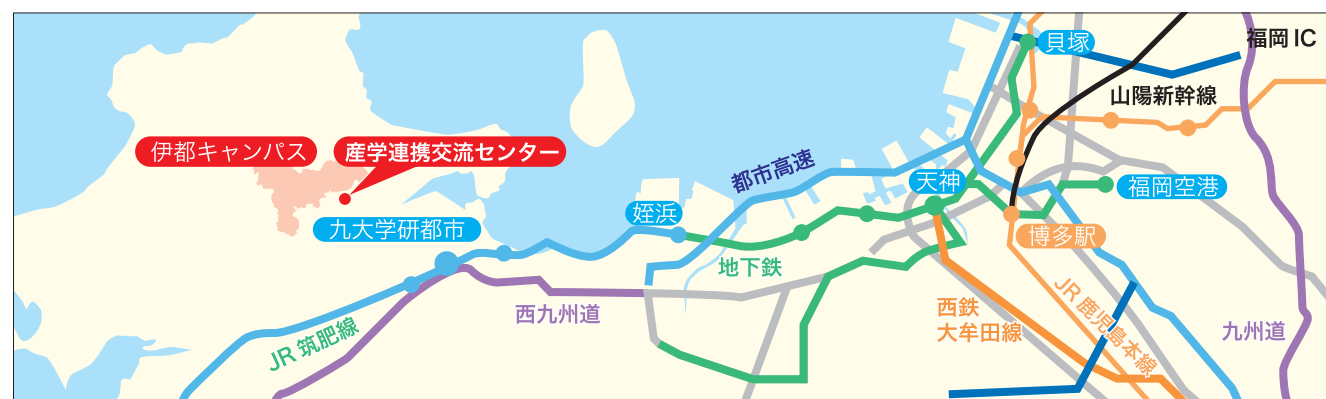 福岡 IC
貝塚
山陽新幹線
伊都キャンパス
産学連携交流センター
都市高速
天神
福岡空港
九大学研都市
姪浜
博多駅
地下鉄
西九州道
JR 筑肥線
西鉄
大牟田線
JR 鹿児島本線
九州道